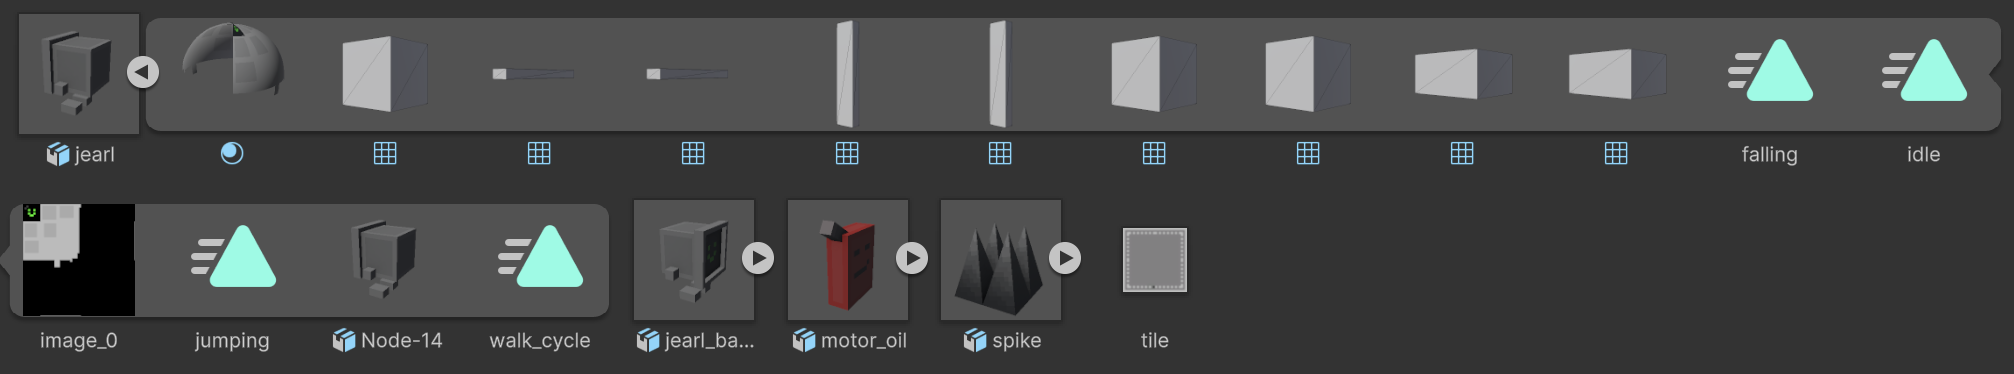 jearl falling idle
image_0 jumping Node-14 walk_cycle jearl_ba... motor_oil spike tile